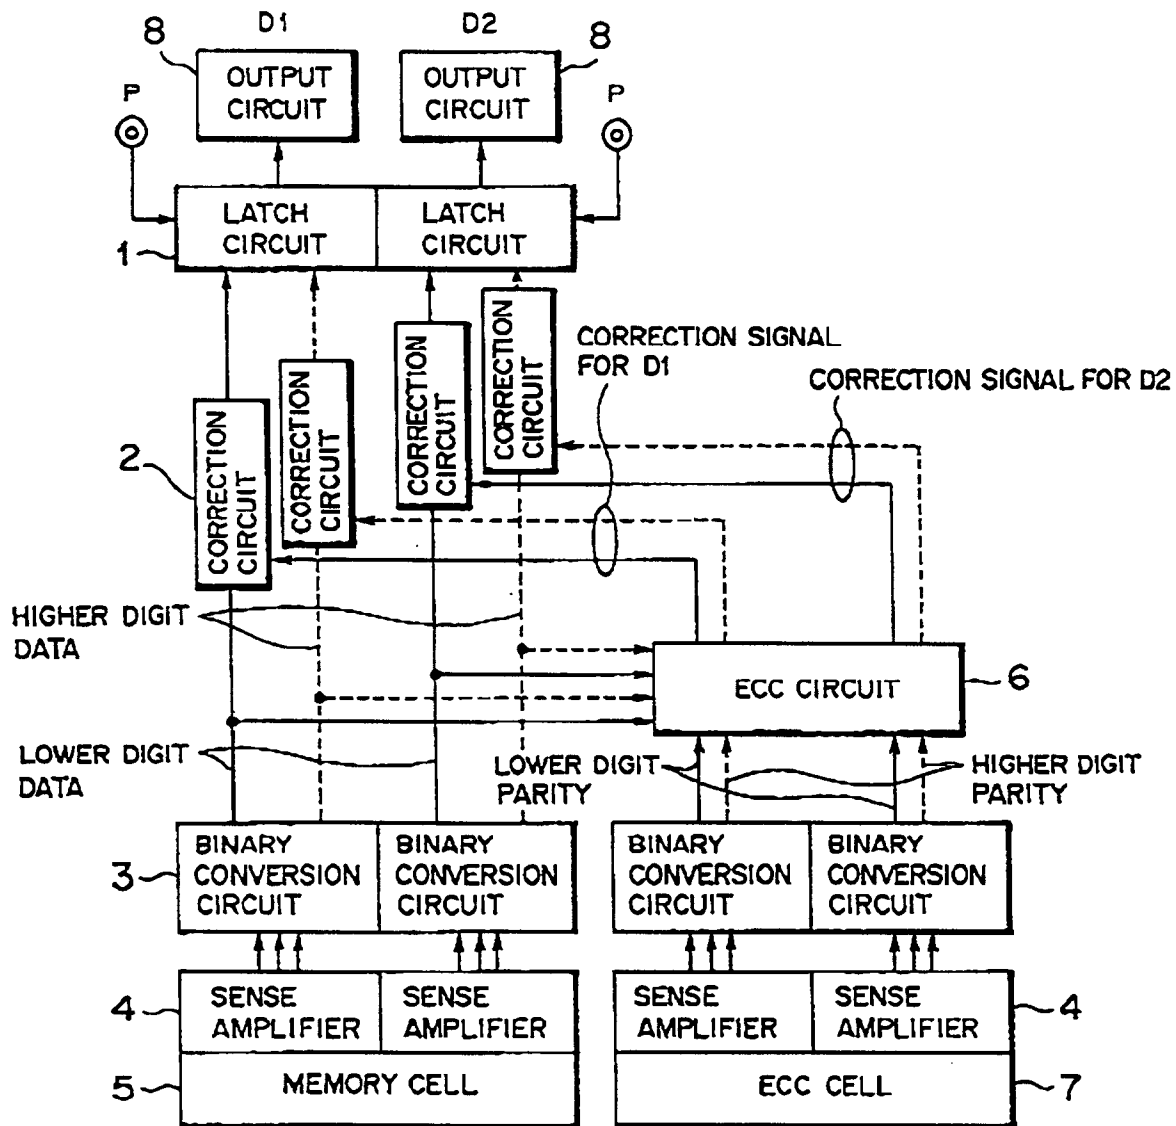 D1
D2
8
8
OUTPUT
CIRCUIT
OUTPUT
CIRCUIT
P
P
LATCH
CIRCUIT
LATCH
CIRCUIT
1
CORRECTION
CIRCUIT
CORRECTION
CIRCUIT
CORRECTION
CIRCUIT
CORRECTION
CIRCUIT
2
CORRECTION SIGNAL
FOR D1
CORRECTION SIGNAL FOR D2
HIGHER DIGIT
DATA
ECC CIRCUIT
6
LOWER DIGIT
DATA
LOWER DIGIT
PARITY
HIGHER DIGIT
PARITY
3
BINARY
CONVERSION
CIRCUIT
BINARY
CONVERSION
CIRCUIT
BINARY
CONVERSION
CIRCUIT
BINARY
CONVERSION
CIRCUIT
4
SENSE
AMPLIFIER
SENSE
AMPLIFIER
SENSE
AMPLIFIER
SENSE
AMPLIFIER
4
5
MEMORY CELL
ECC CELL
7